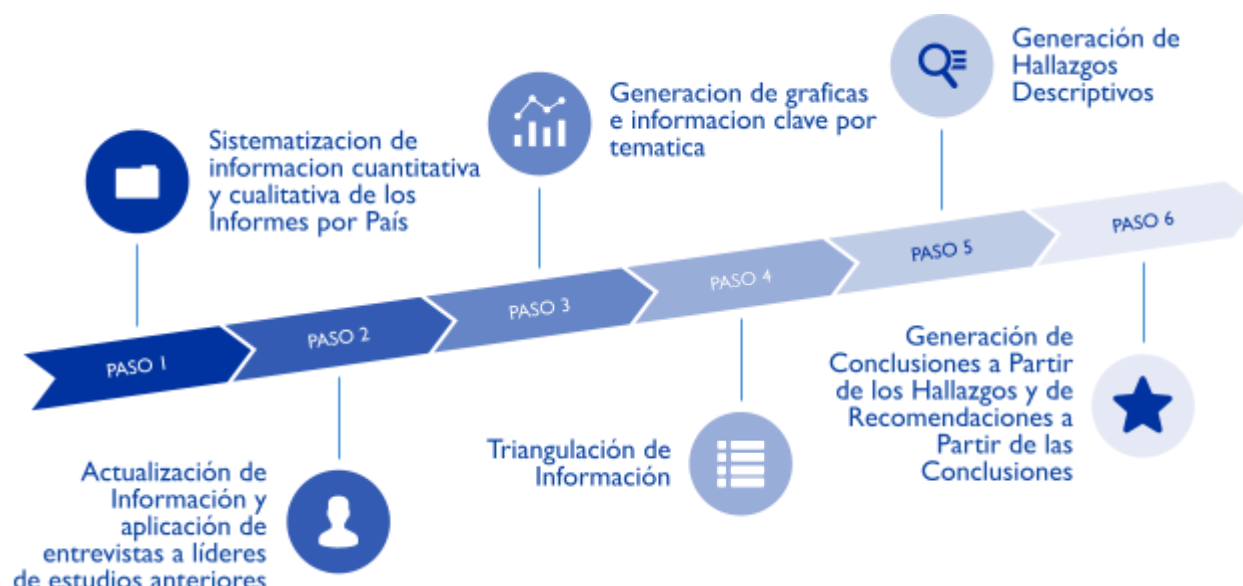 PASO 1
Sistematizacion de
informacion cuantitativa
y cualitativa de los
Informes por País
PASO 2
Actualización de
Información y
aplicación de
entrevistas a líderes
de estudios anteriores
PASO 3
Generacion de graficas
e informacion clave por
tematica
PASO 4
Triangulación de
Información
PASO 5
Generación de
Hallazgos
Descriptivos
PASO 6
Generación de
Conclusiones a Partir
de los Hallazgos y de
Recomendaciones a
Partir de las
Conclusiones